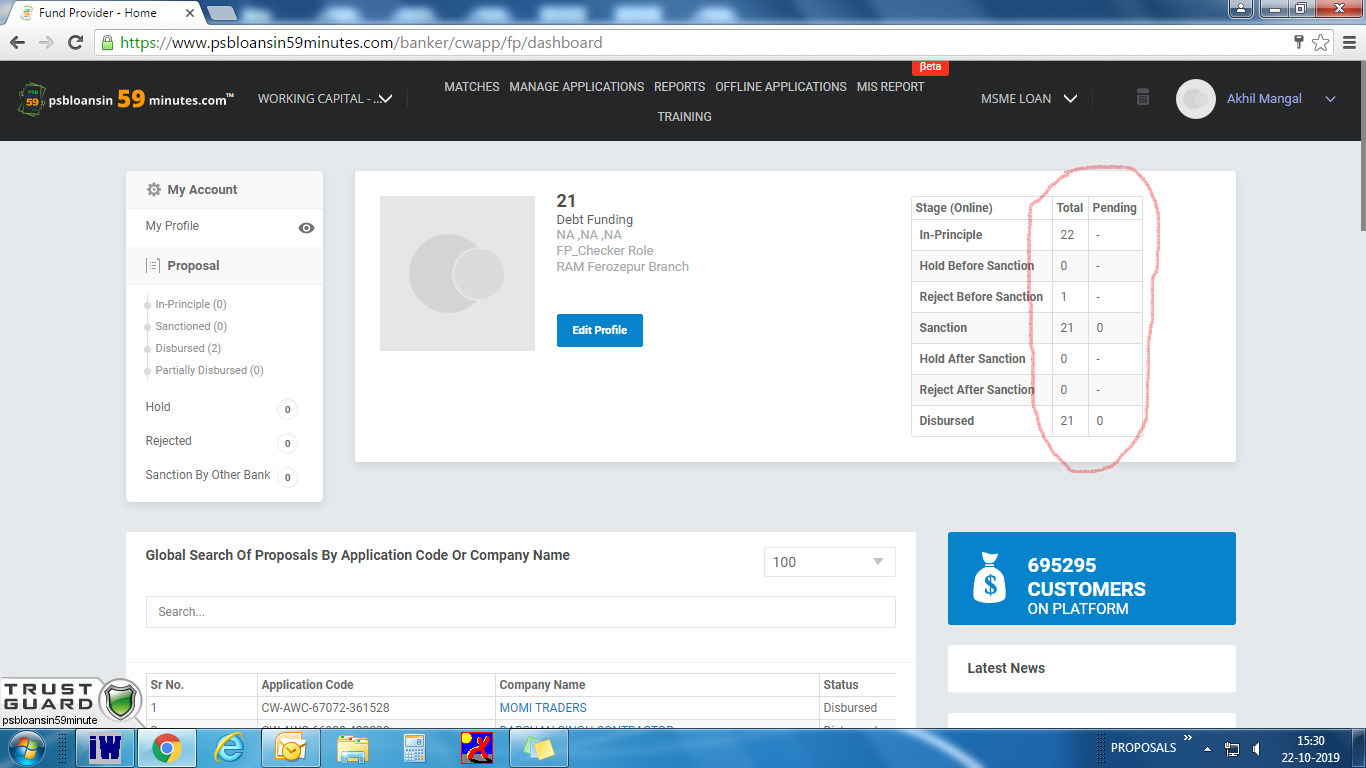 Fund Provider - Home
https://www.psbloansin59minutes.com/banker/cwapp/fp/dashboard
βeta
PSB
59
psbloansin 59 minutes.com™
WORKING CAPITAL - ...
MATCHES
MANAGE APPLICATIONS
REPORTS
OFFLINE APPLICATIONS
MIS REPORT
TRAINING
MSME LOAN
Akhil Mangal
My Account
My Profile
Proposal
In-Principle (0)
Sanctioned (0)
Disbursed (2)
Partially Disbursed (0)
Hold 0
Rejected 0
Sanction By Other Bank 0
21
Debt Funding
NA ,NA ,NA
FP_Checker Role
RAM Ferozepur Branch
Edit Profile
Stage (Online) Total Pending
In-Principle 22 -
Hold Before Sanction 0 -
Reject Before Sanction 1 -
Sanction 21 0
Hold After Sanction 0 -
Reject After Sanction 0 -
Disbursed 21 0
Global Search Of Proposals By Application Code Or Company Name
100
Search...
Sr No. Application Code Company Name Status
1 CW-AWC-67072-361528 MOMI TRADERS Disbursed
695295
CUSTOMERS
ON PLATFORM
Latest News
TRUST
GUARD
psbloansin59minute
iW
PROPOSALS
15:30
22-10-2019